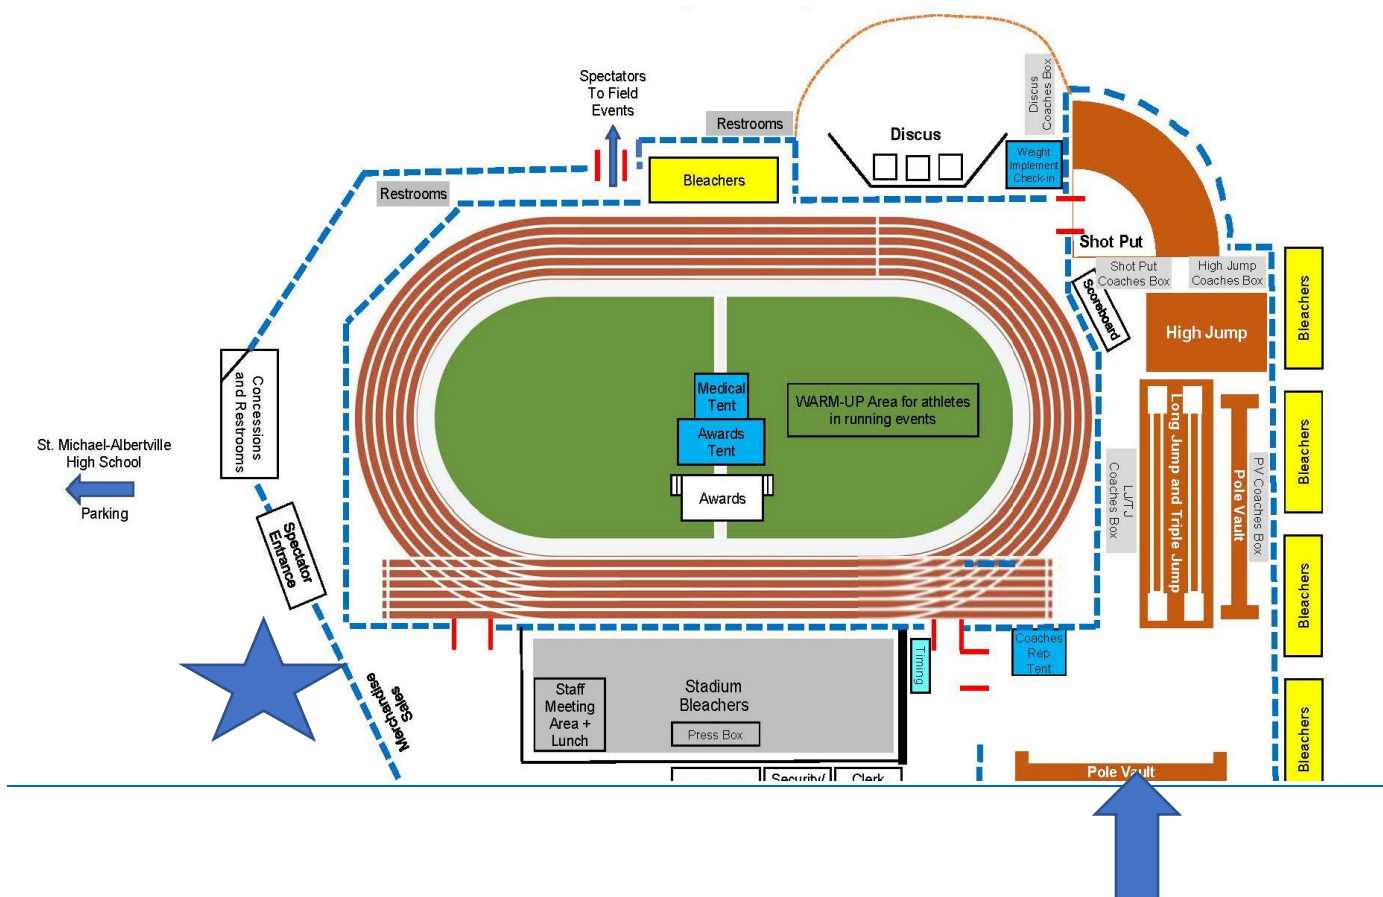 Spectators
To Field
Events
Restrooms
Restrooms
Bleachers
Discus
Discus
Coaches Box
Weight
Implement
Check-in
Shot Put
Shot Put
Coaches Box
High Jump
Coaches Box
Scoreboard
High Jump
Bleachers
Concessions
and Restrooms
Medical
Tent
Awards
Tent
Awards
WARM-UP Area for athletes
in running events
LJ/TJ
Coaches Box
Long Jump and Triple Jump
Pole Vault
PV Coaches Box
Bleachers
St. Michael-Albertville
High School
Parking
Spectator
Entrance
Bleachers
Merchandise
Sales
Staff
Meeting
Area +
Lunch
Stadium
Bleachers
Press Box
Timing
Coaches
Rep
Tent
Bleachers
Security/
Clerk
Pole Vault